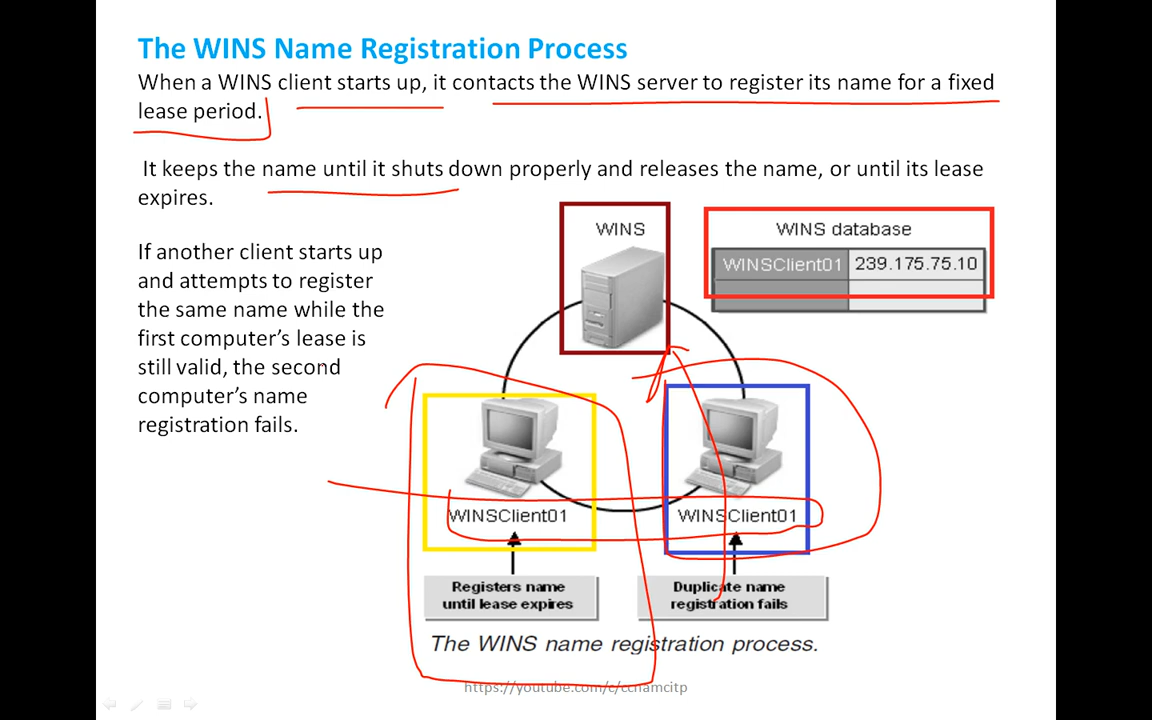 The WINS Name Registration Process
When a WINS client starts up, it contacts the WINS server to register its name for a fixed
lease period.
It keeps the name until it shuts down properly and releases the name, or until its lease
expires.
If another client starts up
and attempts to register
the same name while the
first computer's lease is
still valid, the second
computer's name
registration fails.
WINS
WINS database
WINSClient01 239.175.75.10
WINSClient01
WINSClient01
Registers name
until lease expires
Duplicate name
registration fails
The WINS name registration process.
https://youtube.com/c/ccnamcitp